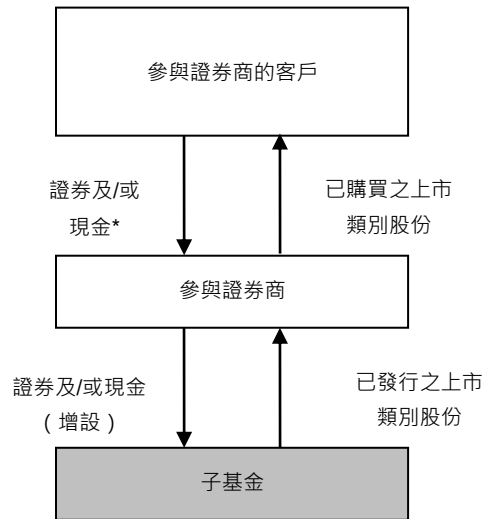 參與證券商的客戶
證券及/或
現金*
已購買之上市
類別股份
參與證券商
證券及/或現金
（增設）
已發行之上市
類別股份
子基金